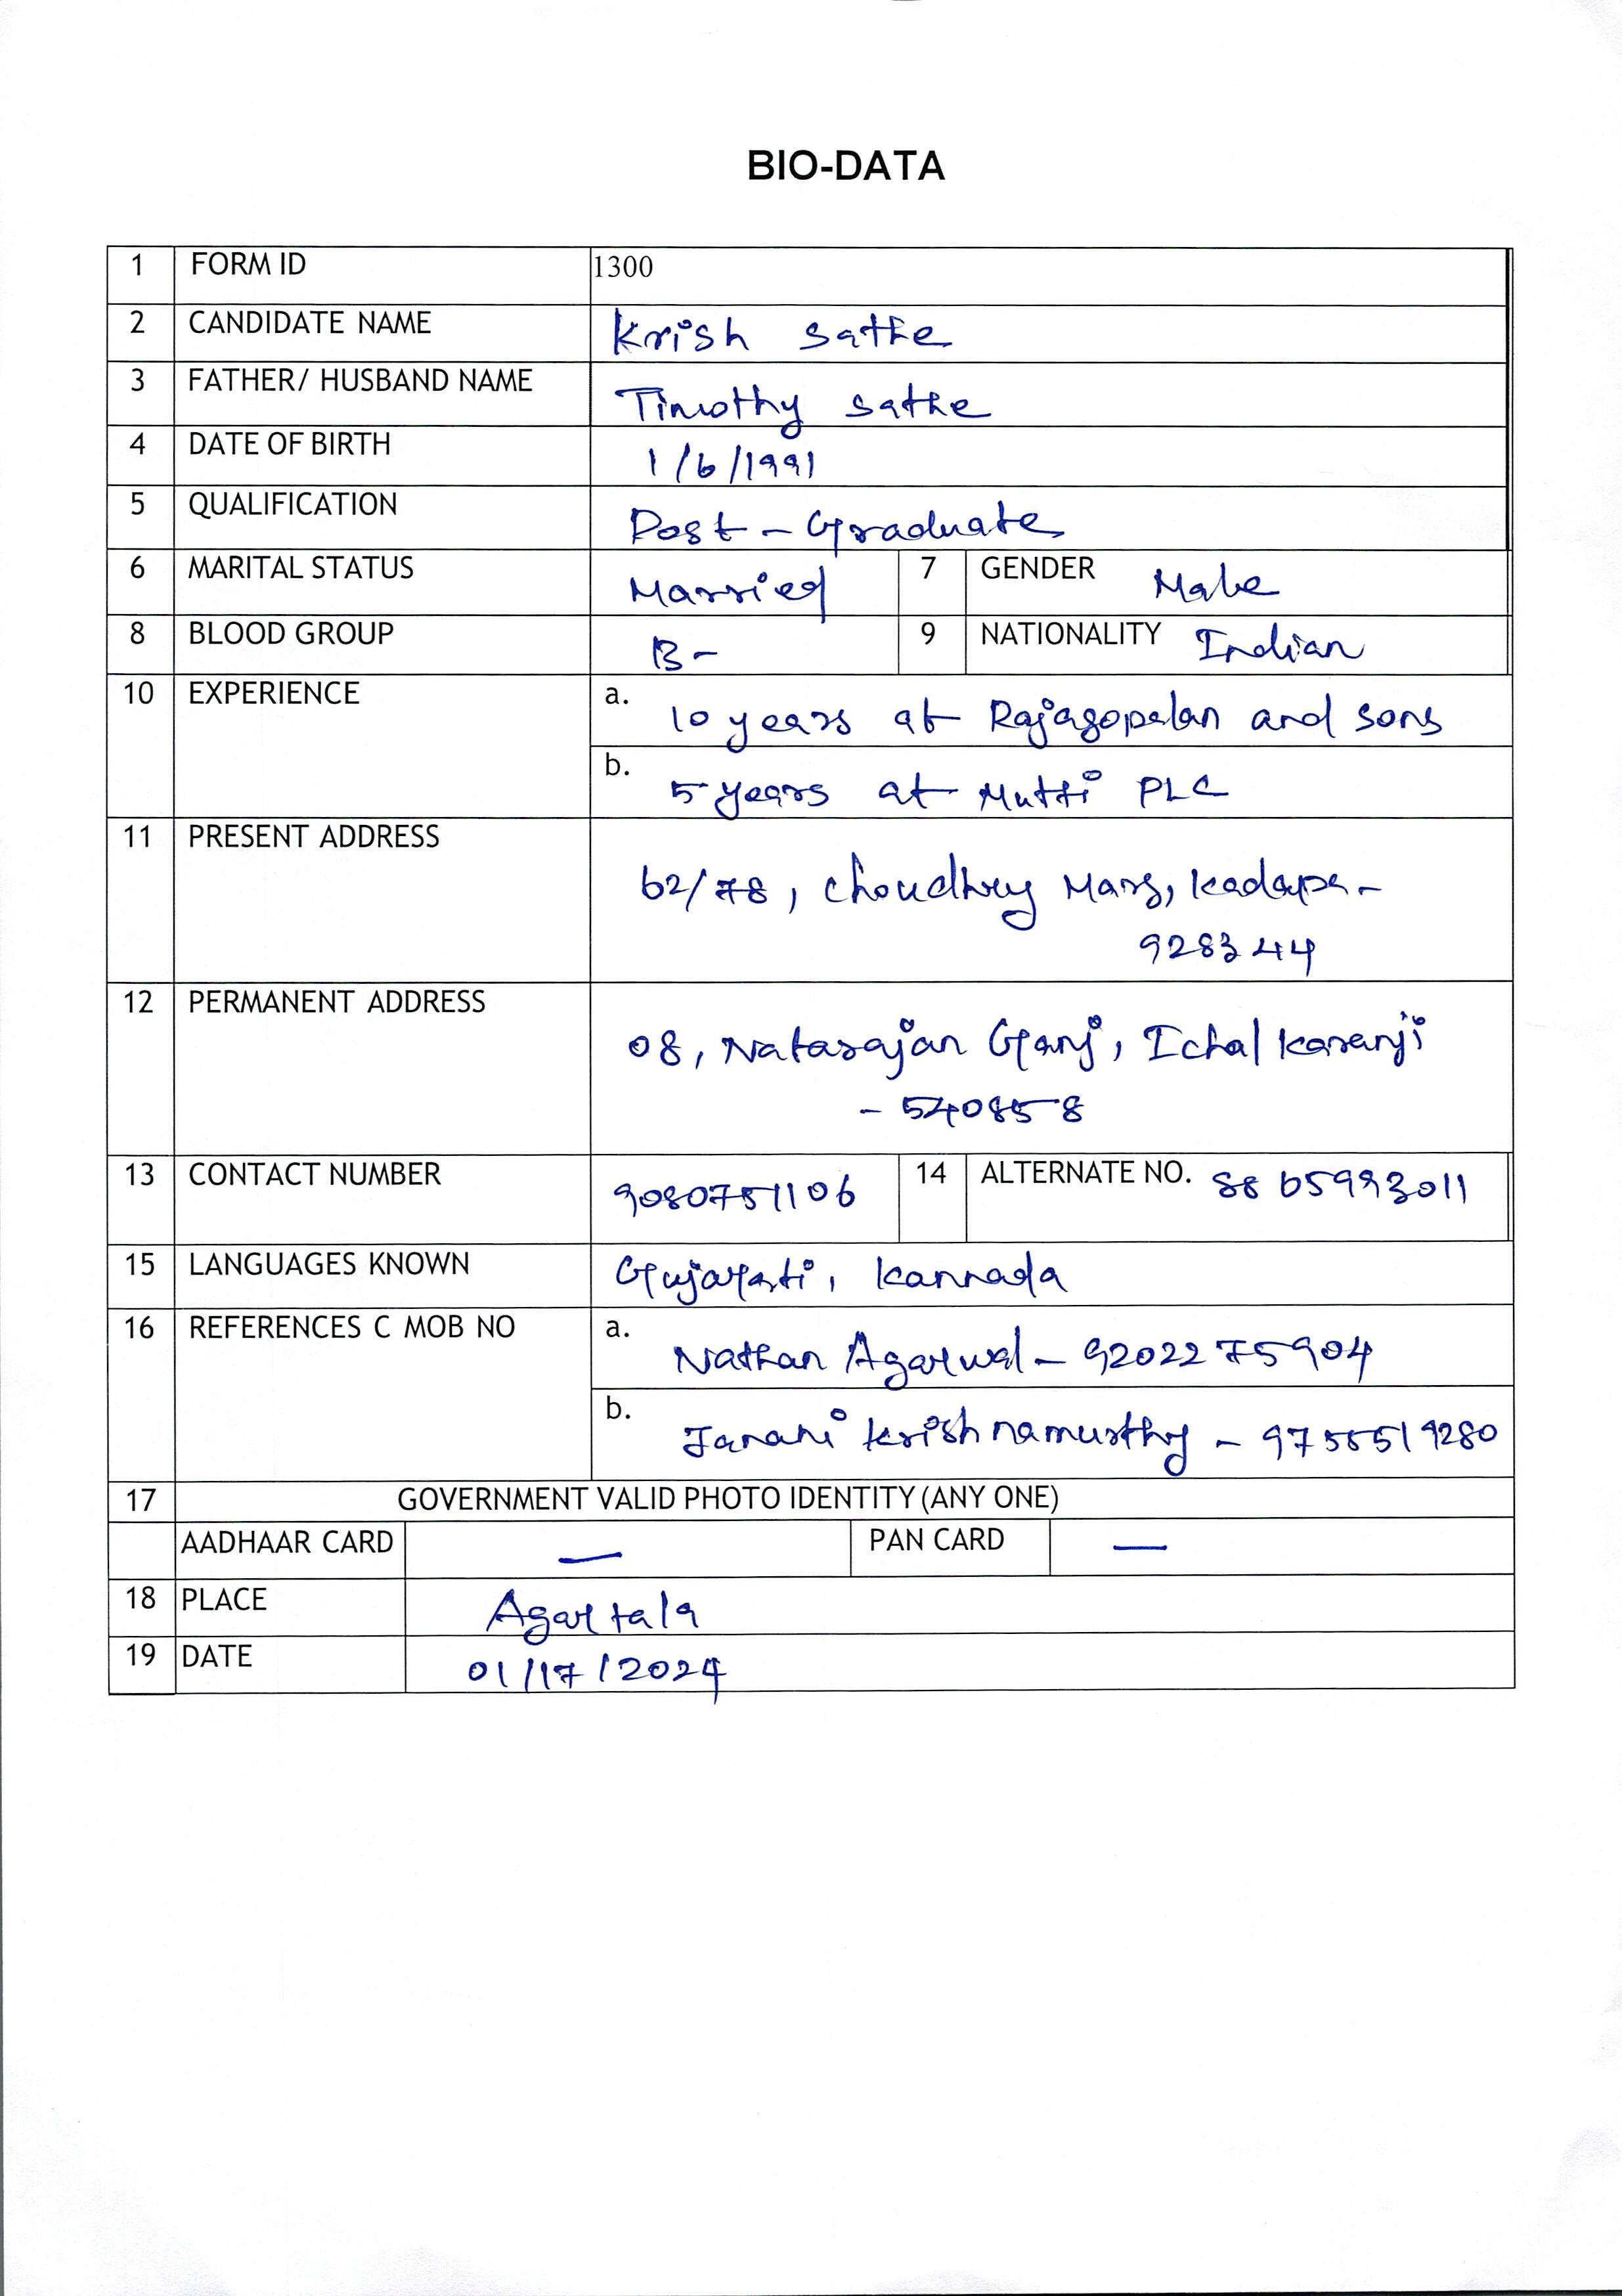 BIO-DATA
1 FORM ID 1300
2 CANDIDATE NAME Krish Sathe
3 FATHER/ HUSBAND NAME Timothy Sathe
4 DATE OF BIRTH 1/6/1991
5 QUALIFICATION Post-Graduate
6 MARITAL STATUS Married 7 GENDER Male
8 BLOOD GROUP B- 9 NATIONALITY Indian
10 EXPERIENCE a. 10 years at Rajagopalan and sons
b. 5 years at Mutti PLC
11 PRESENT ADDRESS
62/78, Choudhry Marg, Kadapa-
928344
12 PERMANENT ADDRESS
08, Natarajan Ganj, Ichalkaranji
- 540858
13 CONTACT NUMBER 9080751106 14 ALTERNATE NO. 8865993011
15 LANGUAGES KNOWN Gujarati, Kannada
16 REFERENCES C MOB NO a. Nathan Agarwal - 9202275904
b. Janani Krishnamurthy - 9755519280
17 GOVERNMENT VALID PHOTO IDENTITY (ANY ONE)
AADHAAR CARD — PAN CARD —
18 PLACE Agartala
19 DATE 01/17/2024